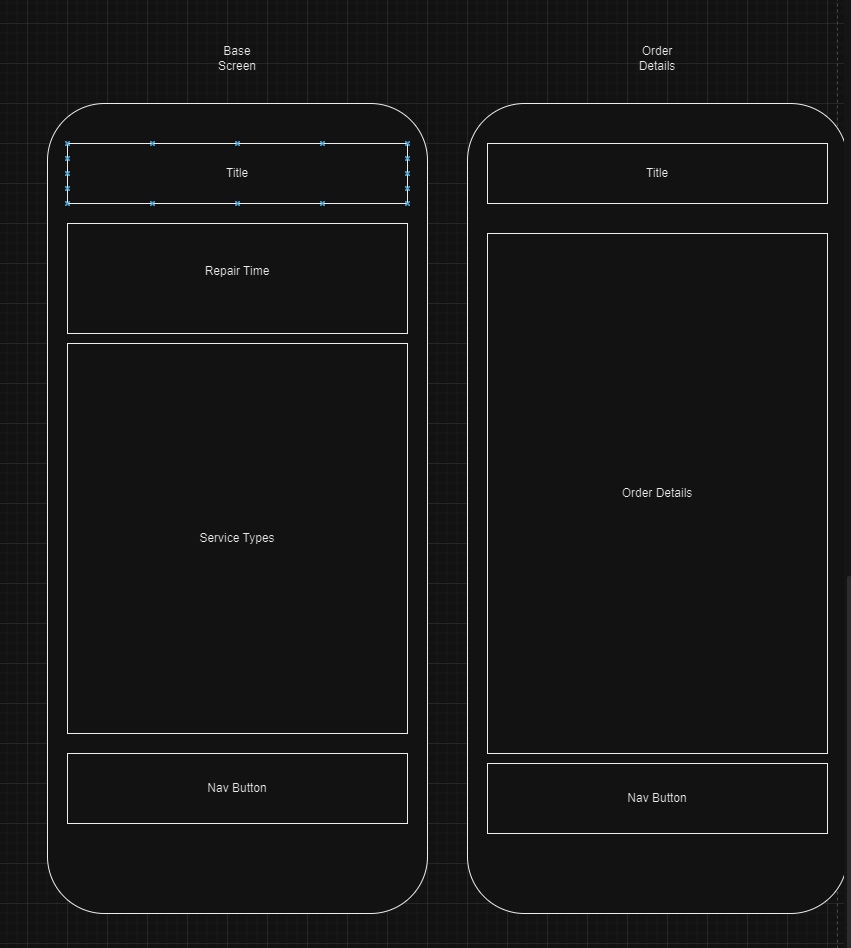 Base
Screen
Title
Repair Time
Service Types
Nav Button
Order
Details
Title
Order Details
Nav Button